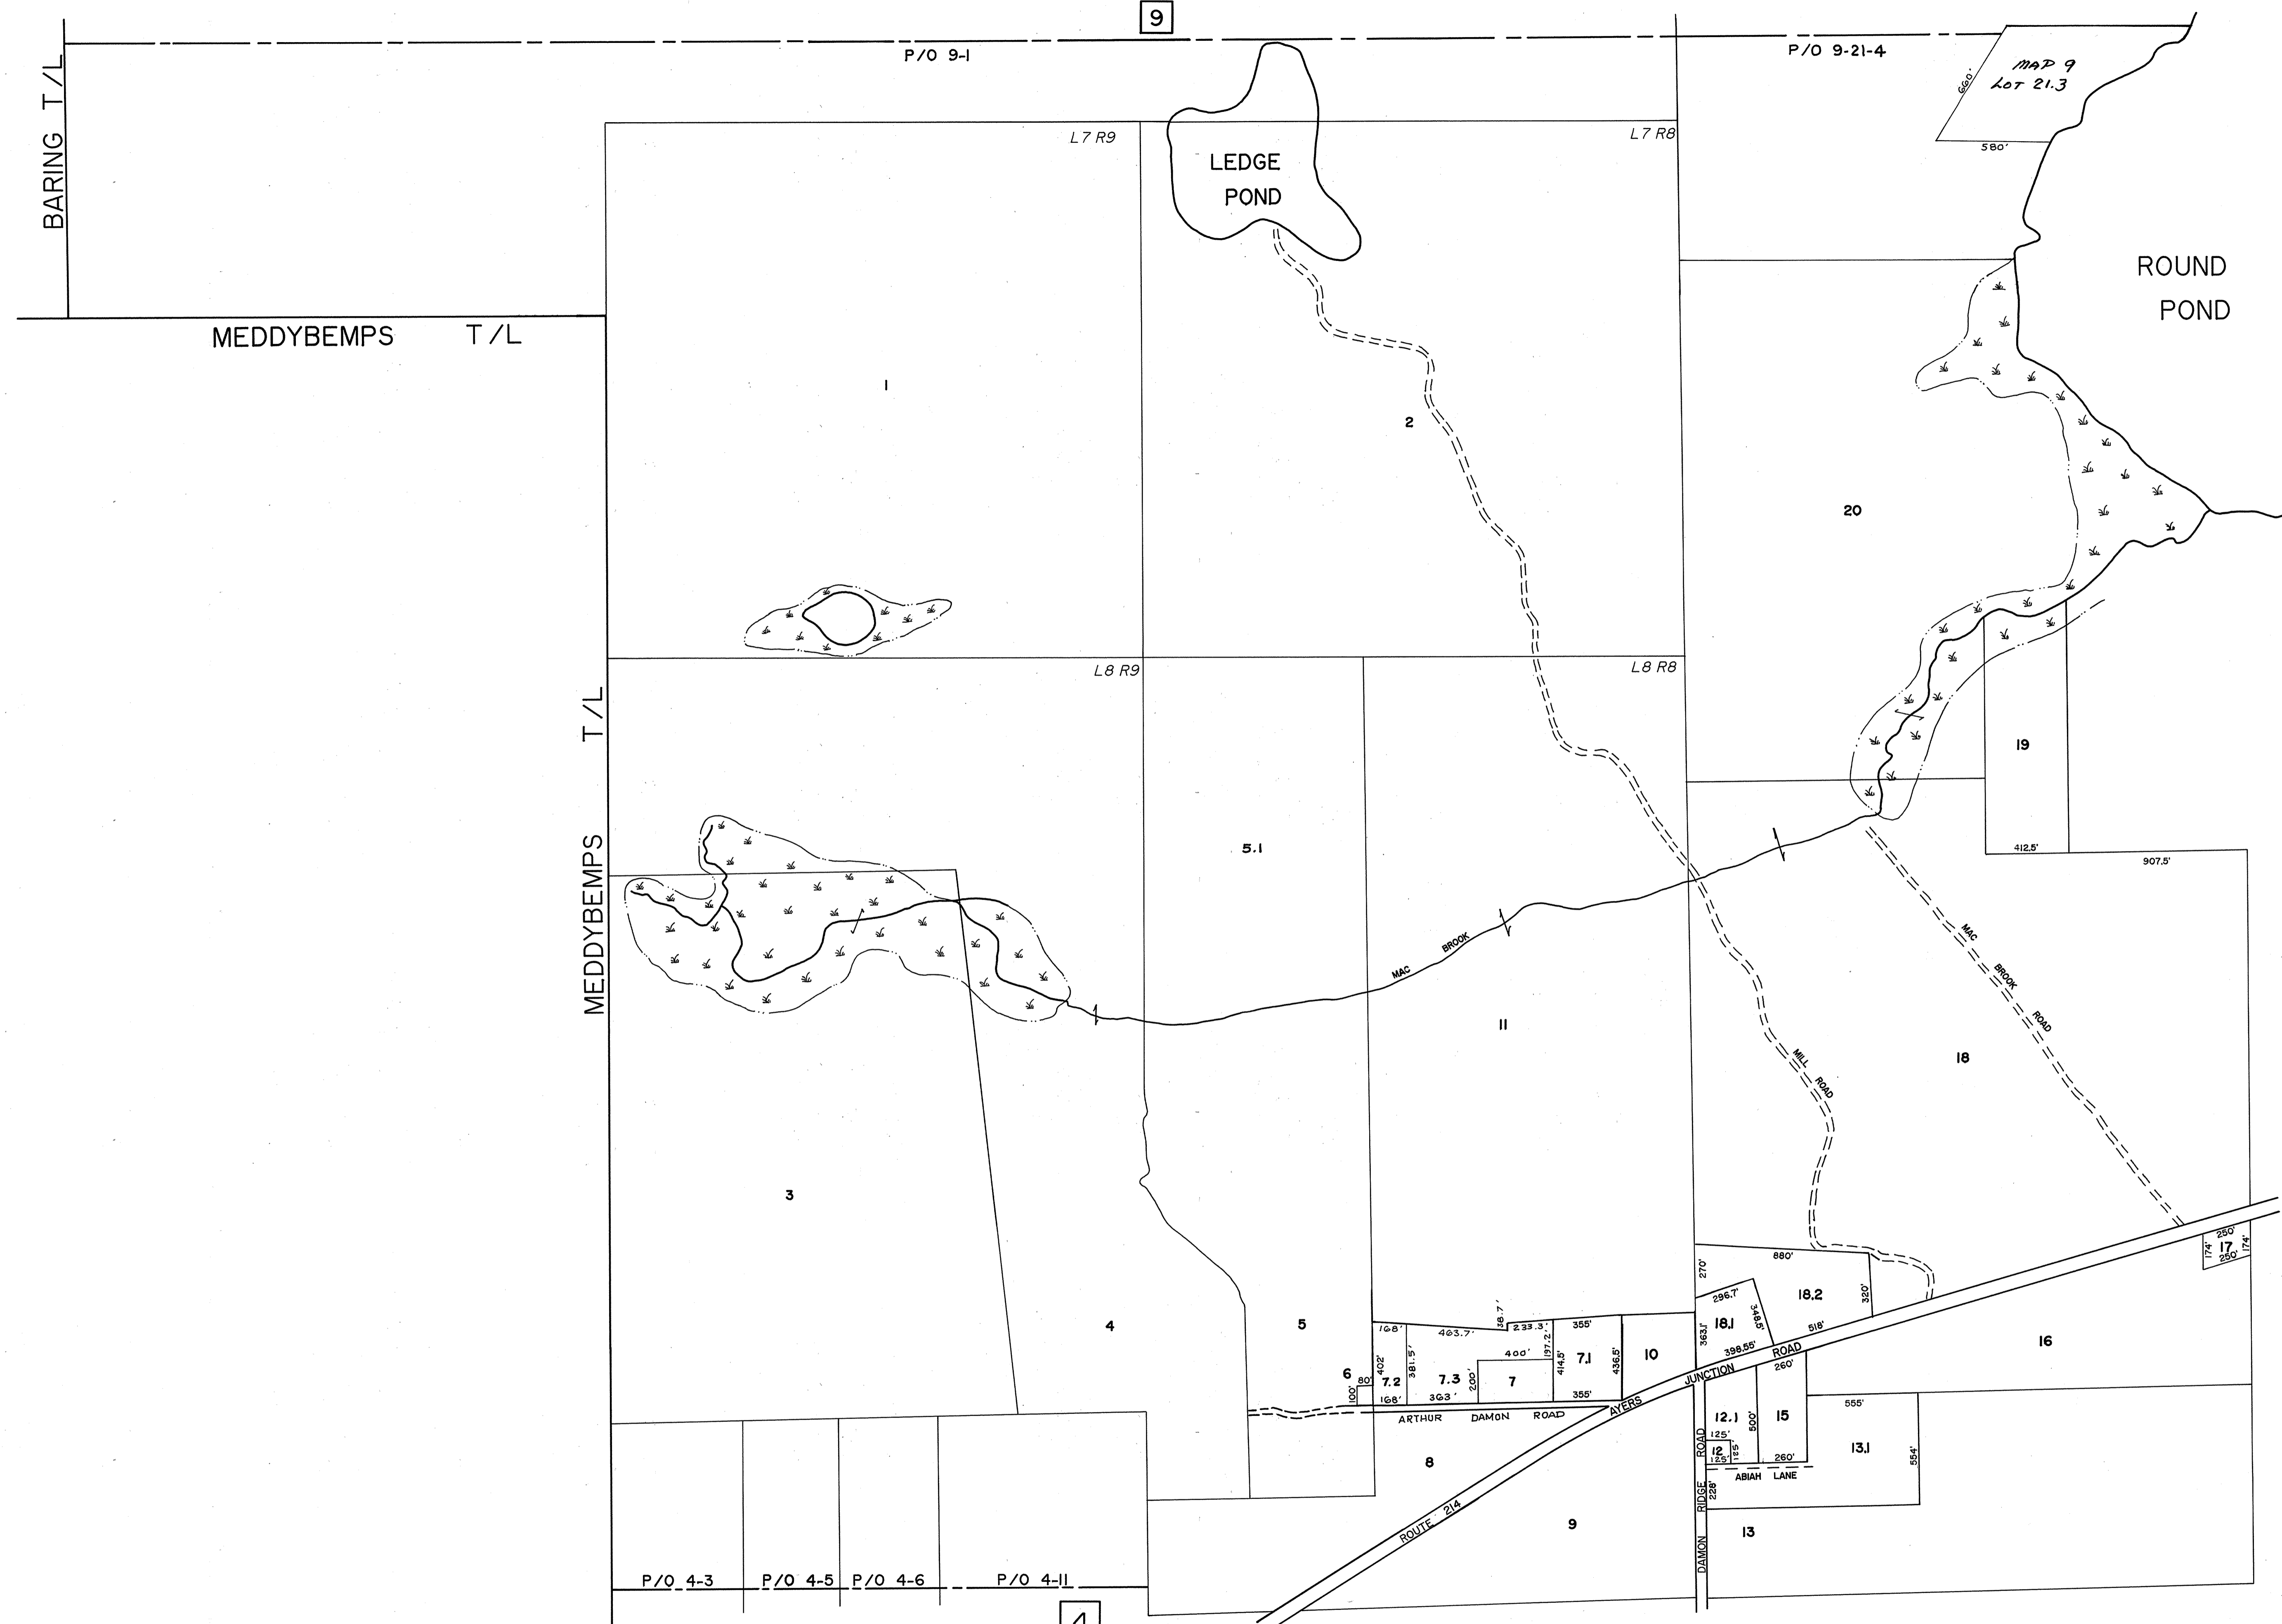 9
P/O 9-1
P/O 9-21-4
MAP 9
LOT 21.3
660'
580'
BARING T/L
L7 R9
L7 R8
LEDGE
POND
ROUND
POND
MEDDYBEMPS T/L
1
2
20
L8 R9
L8 R8
MEDDYBEMPS T/L
19
412.5'
907.5'
5.1
MAC BROOK
11
MAC BROOK ROAD
18
MILL ROAD
3
4
5
6
80'
100'
168'
402'
7.2
168'
381.5'
463.7'
7.3
363'
38.7'
233.3'
197.2'
400'
200'
7
355'
414.5'
7.1
355'
436.5'
10
270'
880'
320'
18.2
296.7'
348.5'
18.1
363.1'
398.55'
518'
250'
174'
17
174'
250'
16
AYERS JUNCTION ROAD
ARTHUR DAMON ROAD
260'
12.1
500'
15
260'
125'
12
125'
125'
ABIAH LANE
228'
555'
13.1
554'
8
9
13
ROUTE 214
DAMON RIDGE ROAD
P/O 4-3
P/O 4-5
P/O 4-6
P/O 4-11
4